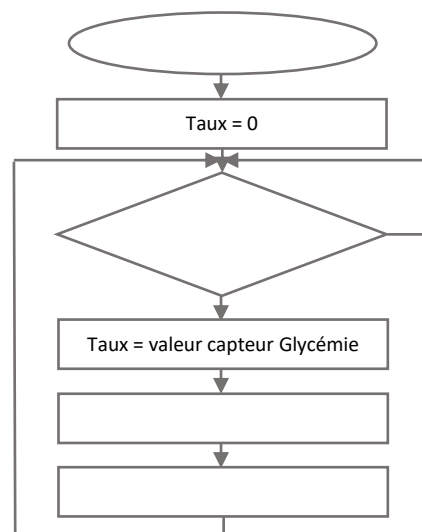 Taux = 0
Taux = valeur capteur Glycémie